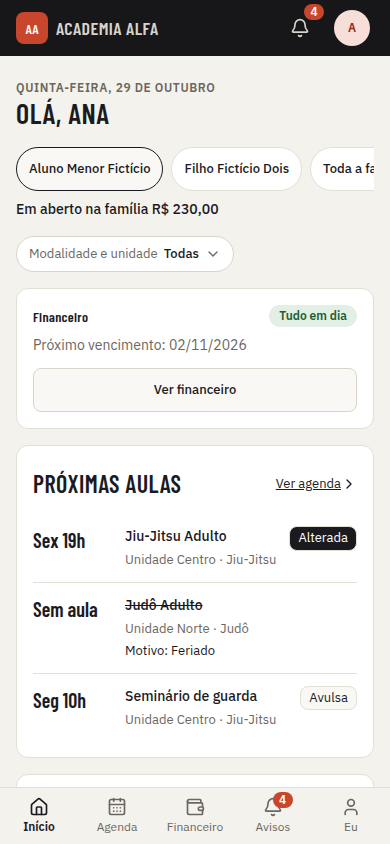 AA ACADEMIA ALFA 4 A
QUINTA-FEIRA, 29 DE OUTUBRO
OLÁ, ANA
Aluno Menor Fictício Filho Fictício Dois Toda a fa
Em aberto na família R$ 230,00
Modalidade e unidade Todas
Financeiro Tudo em dia
Próximo vencimento: 02/11/2026
Ver financeiro
PRÓXIMAS AULAS Ver agenda
Sex 19h Jiu-Jitsu Adulto Alterada
Unidade Centro · Jiu-Jitsu
Sem aula Judô Adulto
Unidade Norte · Judô
Motivo: Feriado
Seg 10h Seminário de guarda Avulsa
Unidade Centro · Jiu-Jitsu
4
Início Agenda Financeiro Avisos Eu